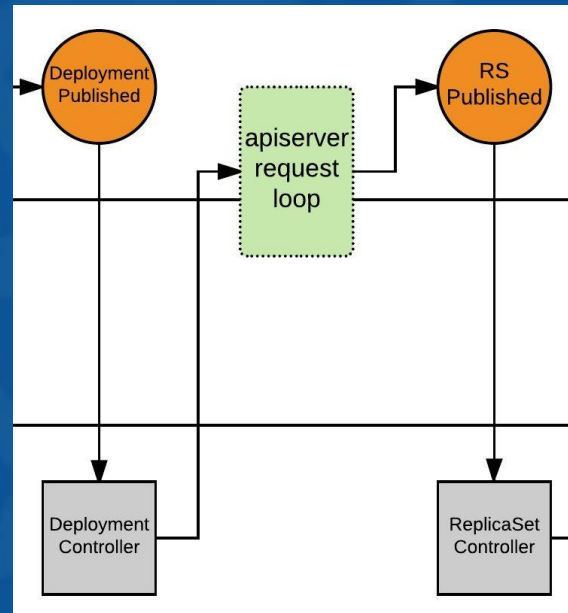 Deployment
Published
apiserver
request
loop
RS
Published
Deployment
Controller
ReplicaSet
Controller